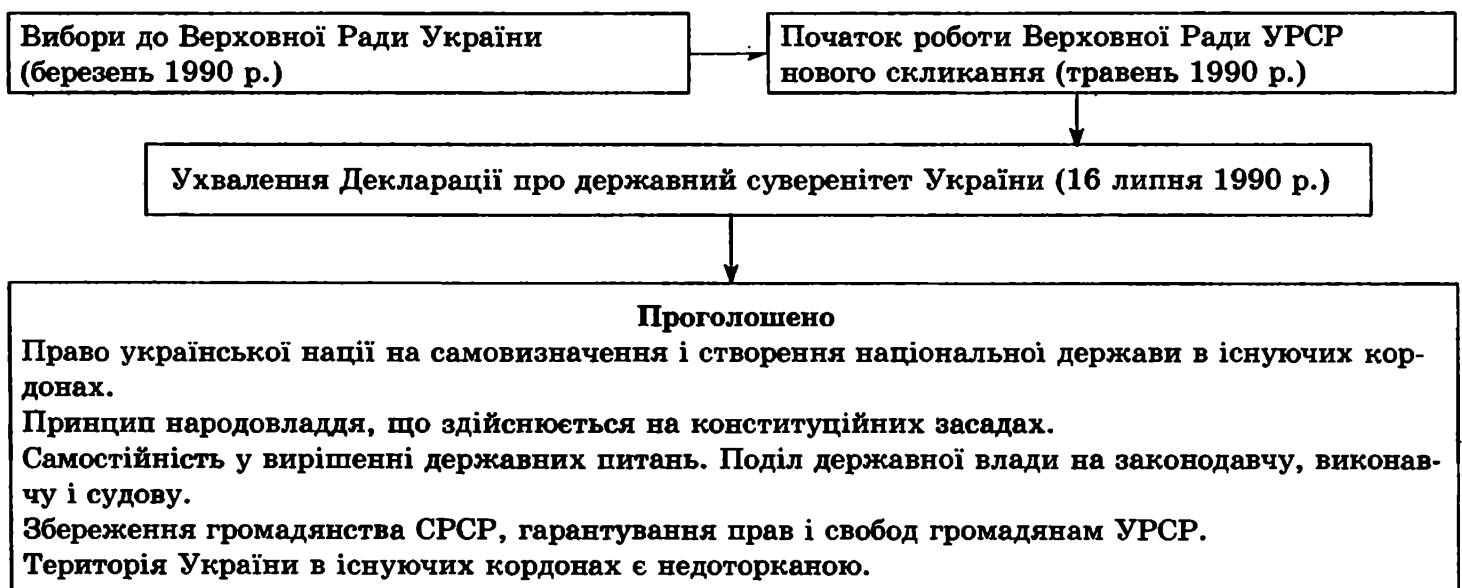 Вибори до Верховної Ради України
(березень 1990 р.)
Початок роботи Верховної Ради УРСР
нового скликання (травень 1990 р.)
Ухвалення Декларації про державний суверенітет України (16 липня 1990 р.)
Проголошено
Право української нації на самовизначення і створення національної держави в існуючих кор-
донах.
Принцип народовладдя, що здійснюється на конституційних засадах.
Самостійність у вирішенні державних питань. Поділ державної влади на законодавчу, виконав-
чу і судову.
Збереження громадянства СРСР, гарантування прав і свобод громадянам УРСР.
Територія України в існуючих кордонах є недоторканою.